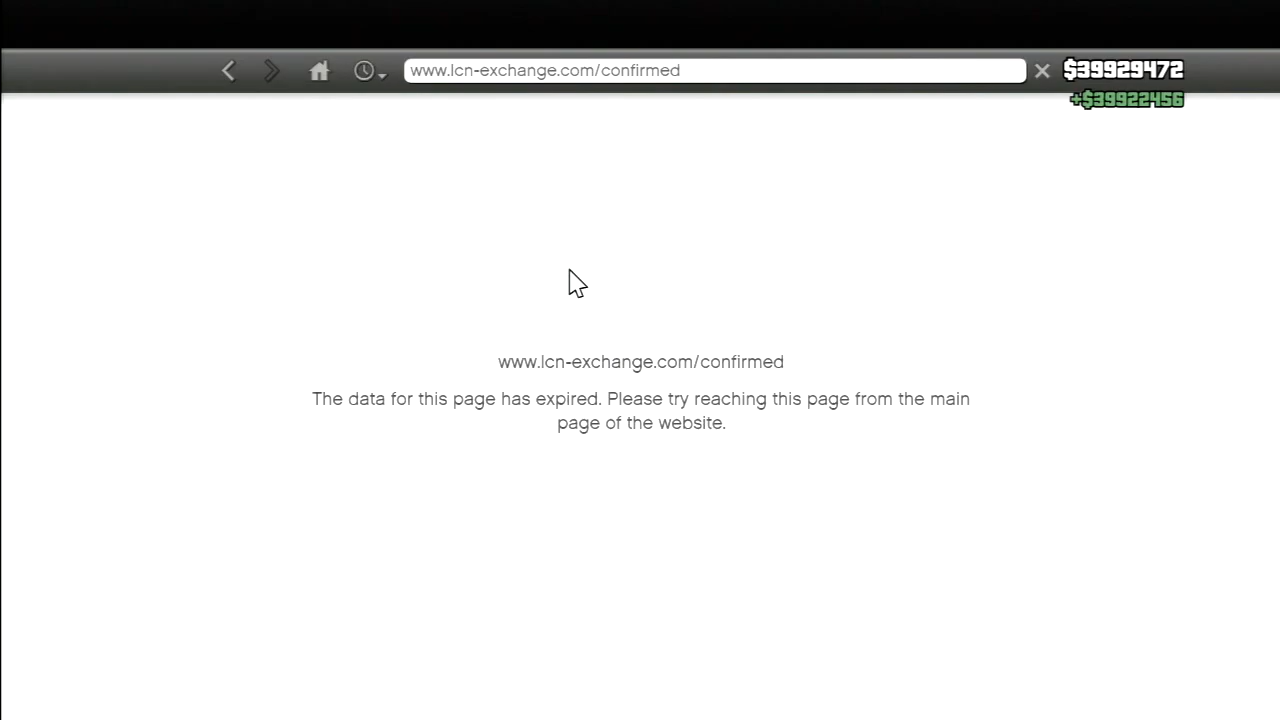 www.lcn-exchange.com/confirmed
$39929472
+$39922456
www.lcn-exchange.com/confirmed
The data for this page has expired. Please try reaching this page from the main
page of the website.